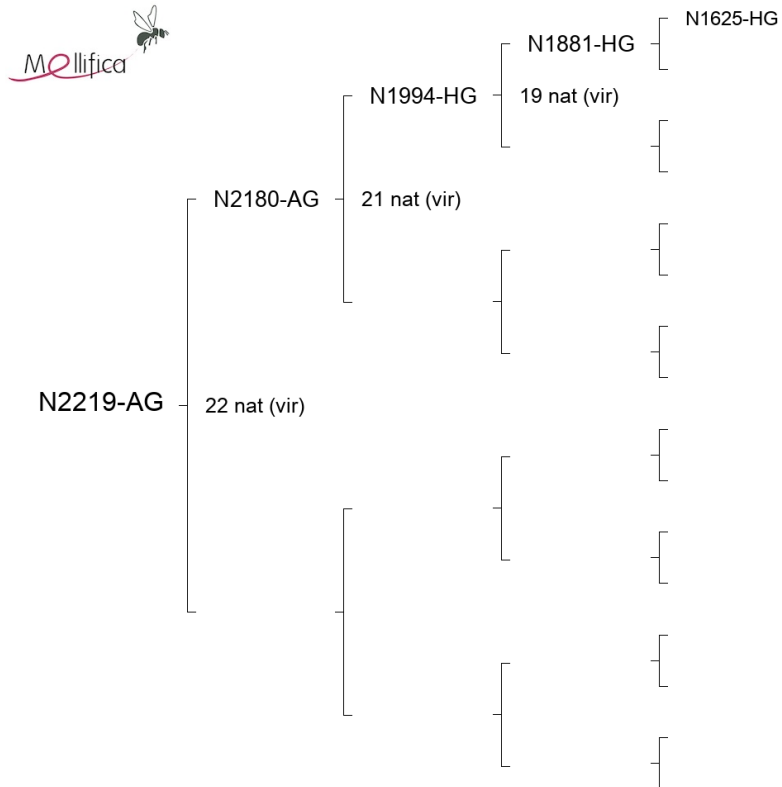 Mellifica
N1625-HG
N1881-HG
N1994-HG
19 nat (vir)
N2180-AG
21 nat (vir)
N2219-AG
22 nat (vir)